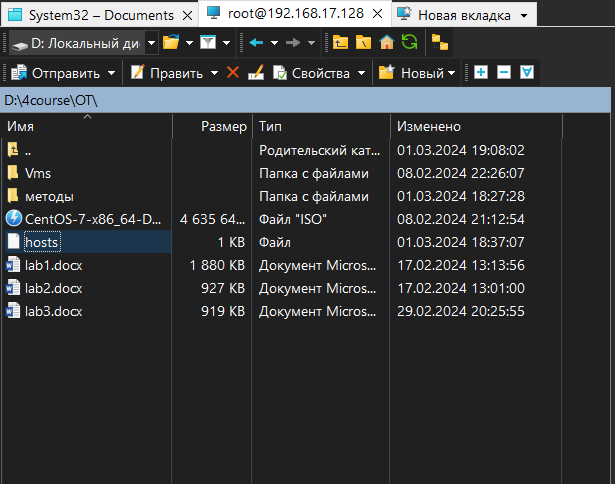 System32 – Documents × root@192.168.17.128 × Новая вкладка
D: Локальный ди
Отправить Править Свойства Новый
D:\4course\OT\
Имя Размер Тип Изменено
.. Родительский кат... 01.03.2024 19:08:02
Vms Папка с файлами 08.02.2024 22:26:07
методы Папка с файлами 01.03.2024 18:27:28
CentOS-7-x86_64-D... 4 635 64... Файл "ISO" 08.02.2024 21:12:54
hosts 1 KB Файл 01.03.2024 18:37:07
lab1.docx 1 880 KB Документ Micros... 17.02.2024 13:13:56
lab2.docx 927 KB Документ Micros... 17.02.2024 13:01:00
lab3.docx 919 KB Документ Micros... 29.02.2024 20:25:55